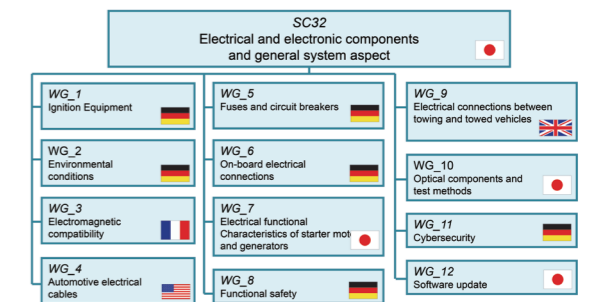 SC32
Electrical and electronic components
and general system aspect
WG_1
Ignition Equipment
WG_2
Environmental
conditions
WG_3
Electromagnetic
compatibility
WG_4
Automotive electrical
cables
WG_5
Fuses and circuit breakers
WG_6
On-board electrical
connections
WG_7
Electrical functional
Characteristics of starter
and generators
WG_8
Functional safety
WG_9
Electrical connections between
towing and towed vehicles
WG_10
Optical components and
test methods
WG_11
Cybersecurity
WG_12
Software update